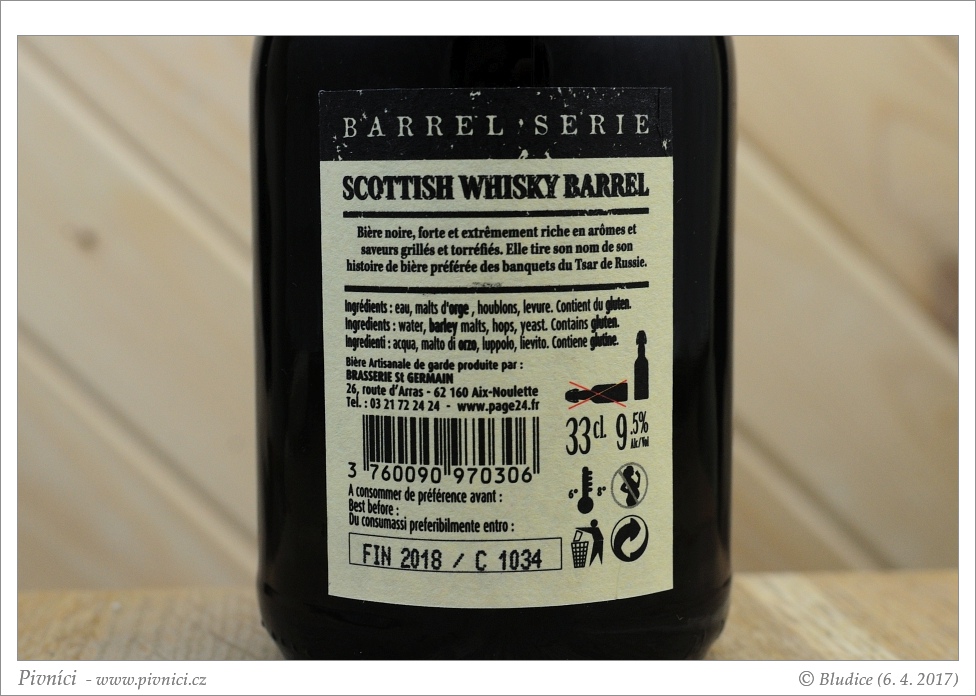 BARREL SERIE
SCOTTISH WHISKY BARREL
Bière noire, forte et extrêmement riche en arômes et
saveurs grillés et torréfiés. Elle tire son nom de son
histoire de bière préférée des banquets du Tsar de Russie.
Ingrédients : eau, malts d'orge , houblons, levure. Contient du gluten.
Ingredients : water, barley malts, hops, yeast. Contains gluten.
Ingredienti : acqua, malto di orzo, luppolo, lievito. Contiene glutine.
Bière Artisanale de garde produite par :
BRASSERIE St GERMAIN
26, route d'Arras - 62 160 Aix-Noulette
Tel. : 03 21 72 24 24 - www.page24.fr
33 cl. 9.5% Alc/Vol
3 760090 970306
6° 8°
A consommer de préférence avant :
Best before :
Du consumassi preferibilmente entro :
FIN 2018 / C 1034
Pivníci - www.pivnici.cz
© Bludice (6. 4. 2017)